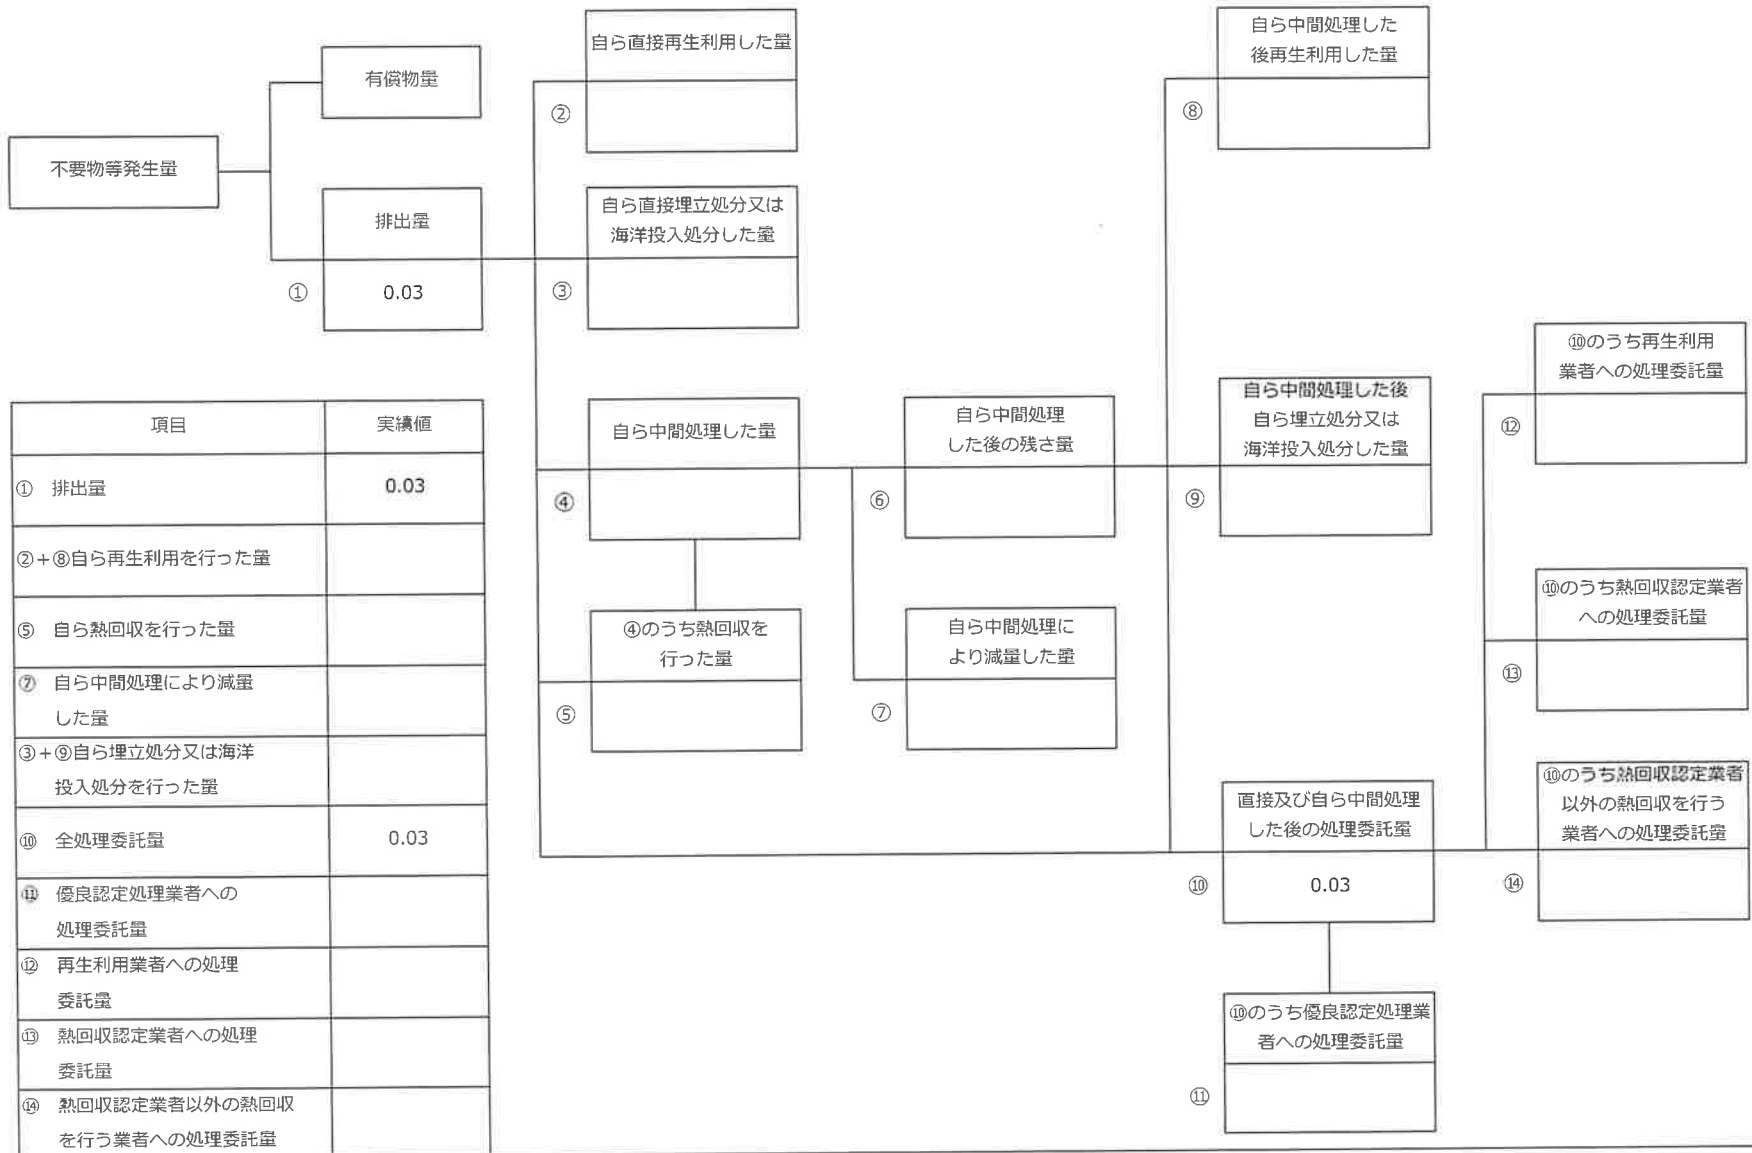 自ら直接再生利用した量
②
自ら中間処理した
後再生利用した量
⑧
有償物量
不要物等発生量
排出量
① 0.03
自ら直接埋立処分又は
海洋投入処分した量
③
⑩のうち再生利用
業者への処理委託量
⑫
自ら中間処理した量
④
自ら中間処理
した後の残さ量
⑥
自ら中間処理した後
自ら埋立処分又は
海洋投入処分した量
⑨
④のうち熱回収を
行った量
⑤
自ら中間処理に
より減量した量
⑦
⑩のうち熱回収認定業者
への処理委託量
⑬
直接及び自ら中間処理
した後の処理委託量
⑩ 0.03
⑩のうち熱回収認定業者
以外の熱回収を行う
業者への処理委託量
⑭
⑩のうち優良認定処理業
者への処理委託量
⑪
項目 実績値
① 排出量 0.03
②+⑧自ら再生利用を行った量
⑤ 自ら熱回収を行った量
⑦ 自ら中間処理により減量
した量
③+⑨自ら埋立処分又は海洋
投入処分を行った量
⑩ 全処理委託量 0.03
⑪ 優良認定処理業者への
処理委託量
⑫ 再生利用業者への処理
委託量
⑬ 熱回収認定業者への処理
委託量
⑭ 熱回収認定業者以外の熱回収
を行う業者への処理委託量